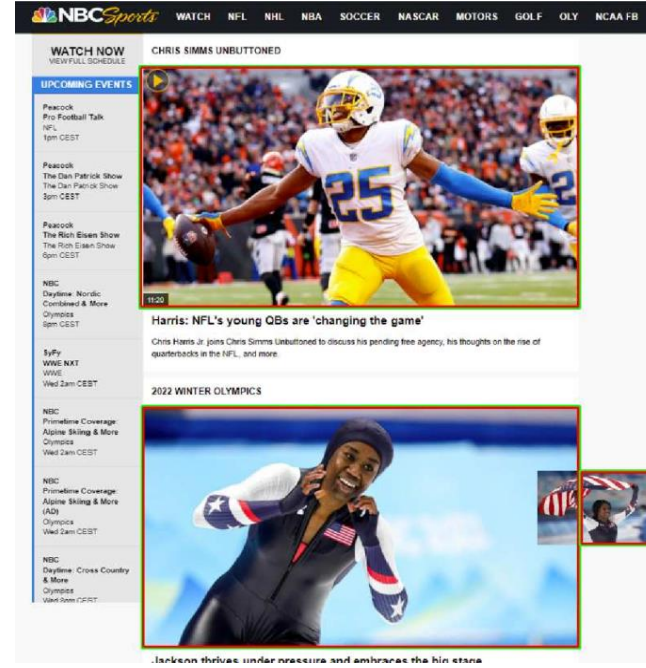 NBC Sports WATCH NFL NHL NBA SOCCER NASCAR MOTORS GOLF OLY NCAA FB
WATCH NOW
VIEW FULL SCHEDULE
UPCOMING EVENTS
Peacock
Pro Football Talk
NFL
1pm CEST
Peacock
The Dan Patrick Show
The Dan Patrick Show
3pm CEST
Peacock
The Rich Eisen Show
The Rich Eisen Show
6pm CEST
NBC
Daytime: Nordic
Combined & More
Olympics
8pm CEST
SyFy
WWE NXT
WWE
Wed 2am CEST
NBC
Primetime Coverage:
Alpine Skiing & More
Olympics
Wed 2am CEST
NBC
Primetime Coverage:
Alpine Skiing & More
(AD)
Olympics
Wed 2am CEST
NBC
Daytime: Cross Country
& More
Olympics
Wed 8pm CEST
CHRIS SIMMS UNBUTTONED
25
11:20
Harris: NFL's young QBs are 'changing the game'
Chris Harris Jr. joins Chris Simms Unbuttoned to discuss his pending free agency, his thoughts on the rise of
quarterbacks in the NFL, and more.
2022 WINTER OLYMPICS
Jackson thrives under pressure and embraces the big stage